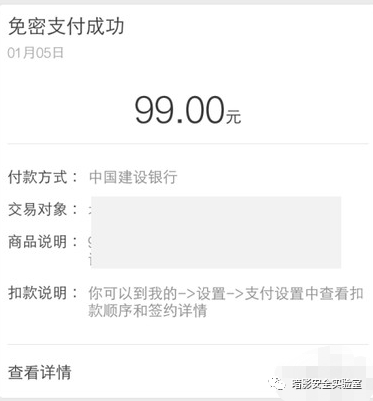 免密支付成功
01月05日
99.00元
付款方式： 中国建设银行
交易对象：
商品说明：
扣款说明： 你可以到我的->设置->支付设置中查看扣
款顺序和签约详情
查看详情
暗影安全实验室